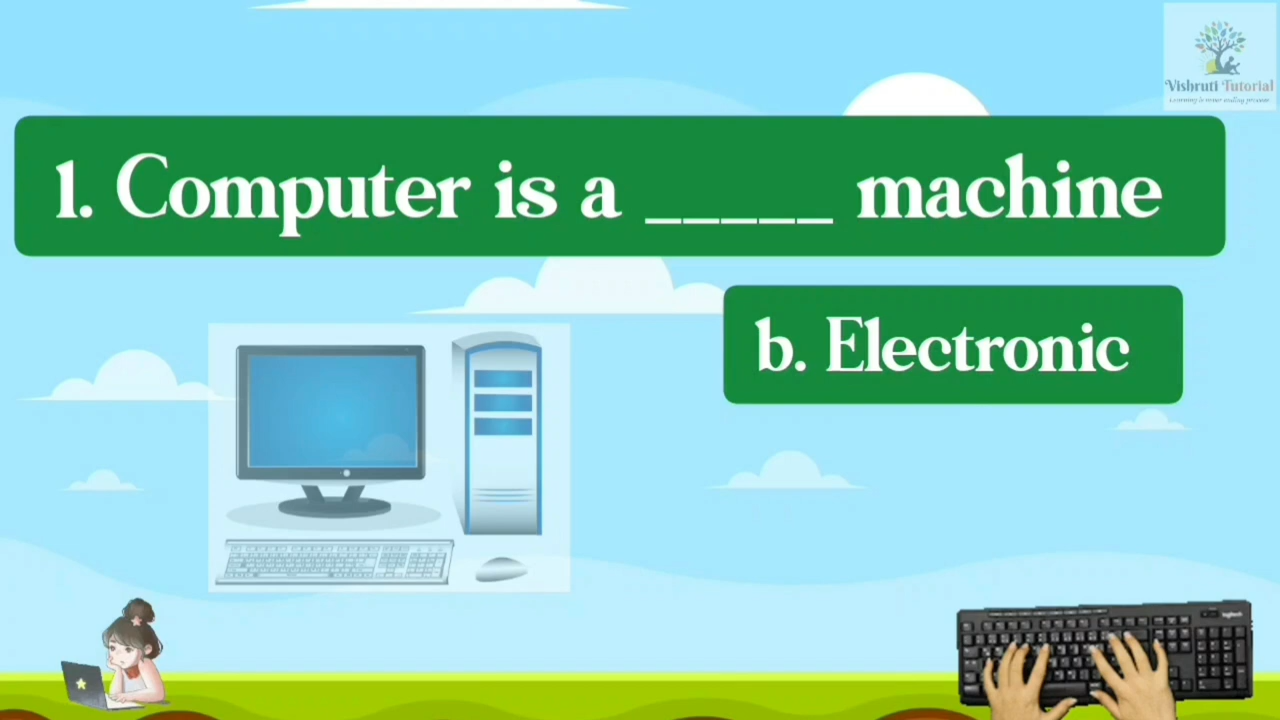 Vishruti Tutorial
1. Computer is a _____ machine
b. Electronic